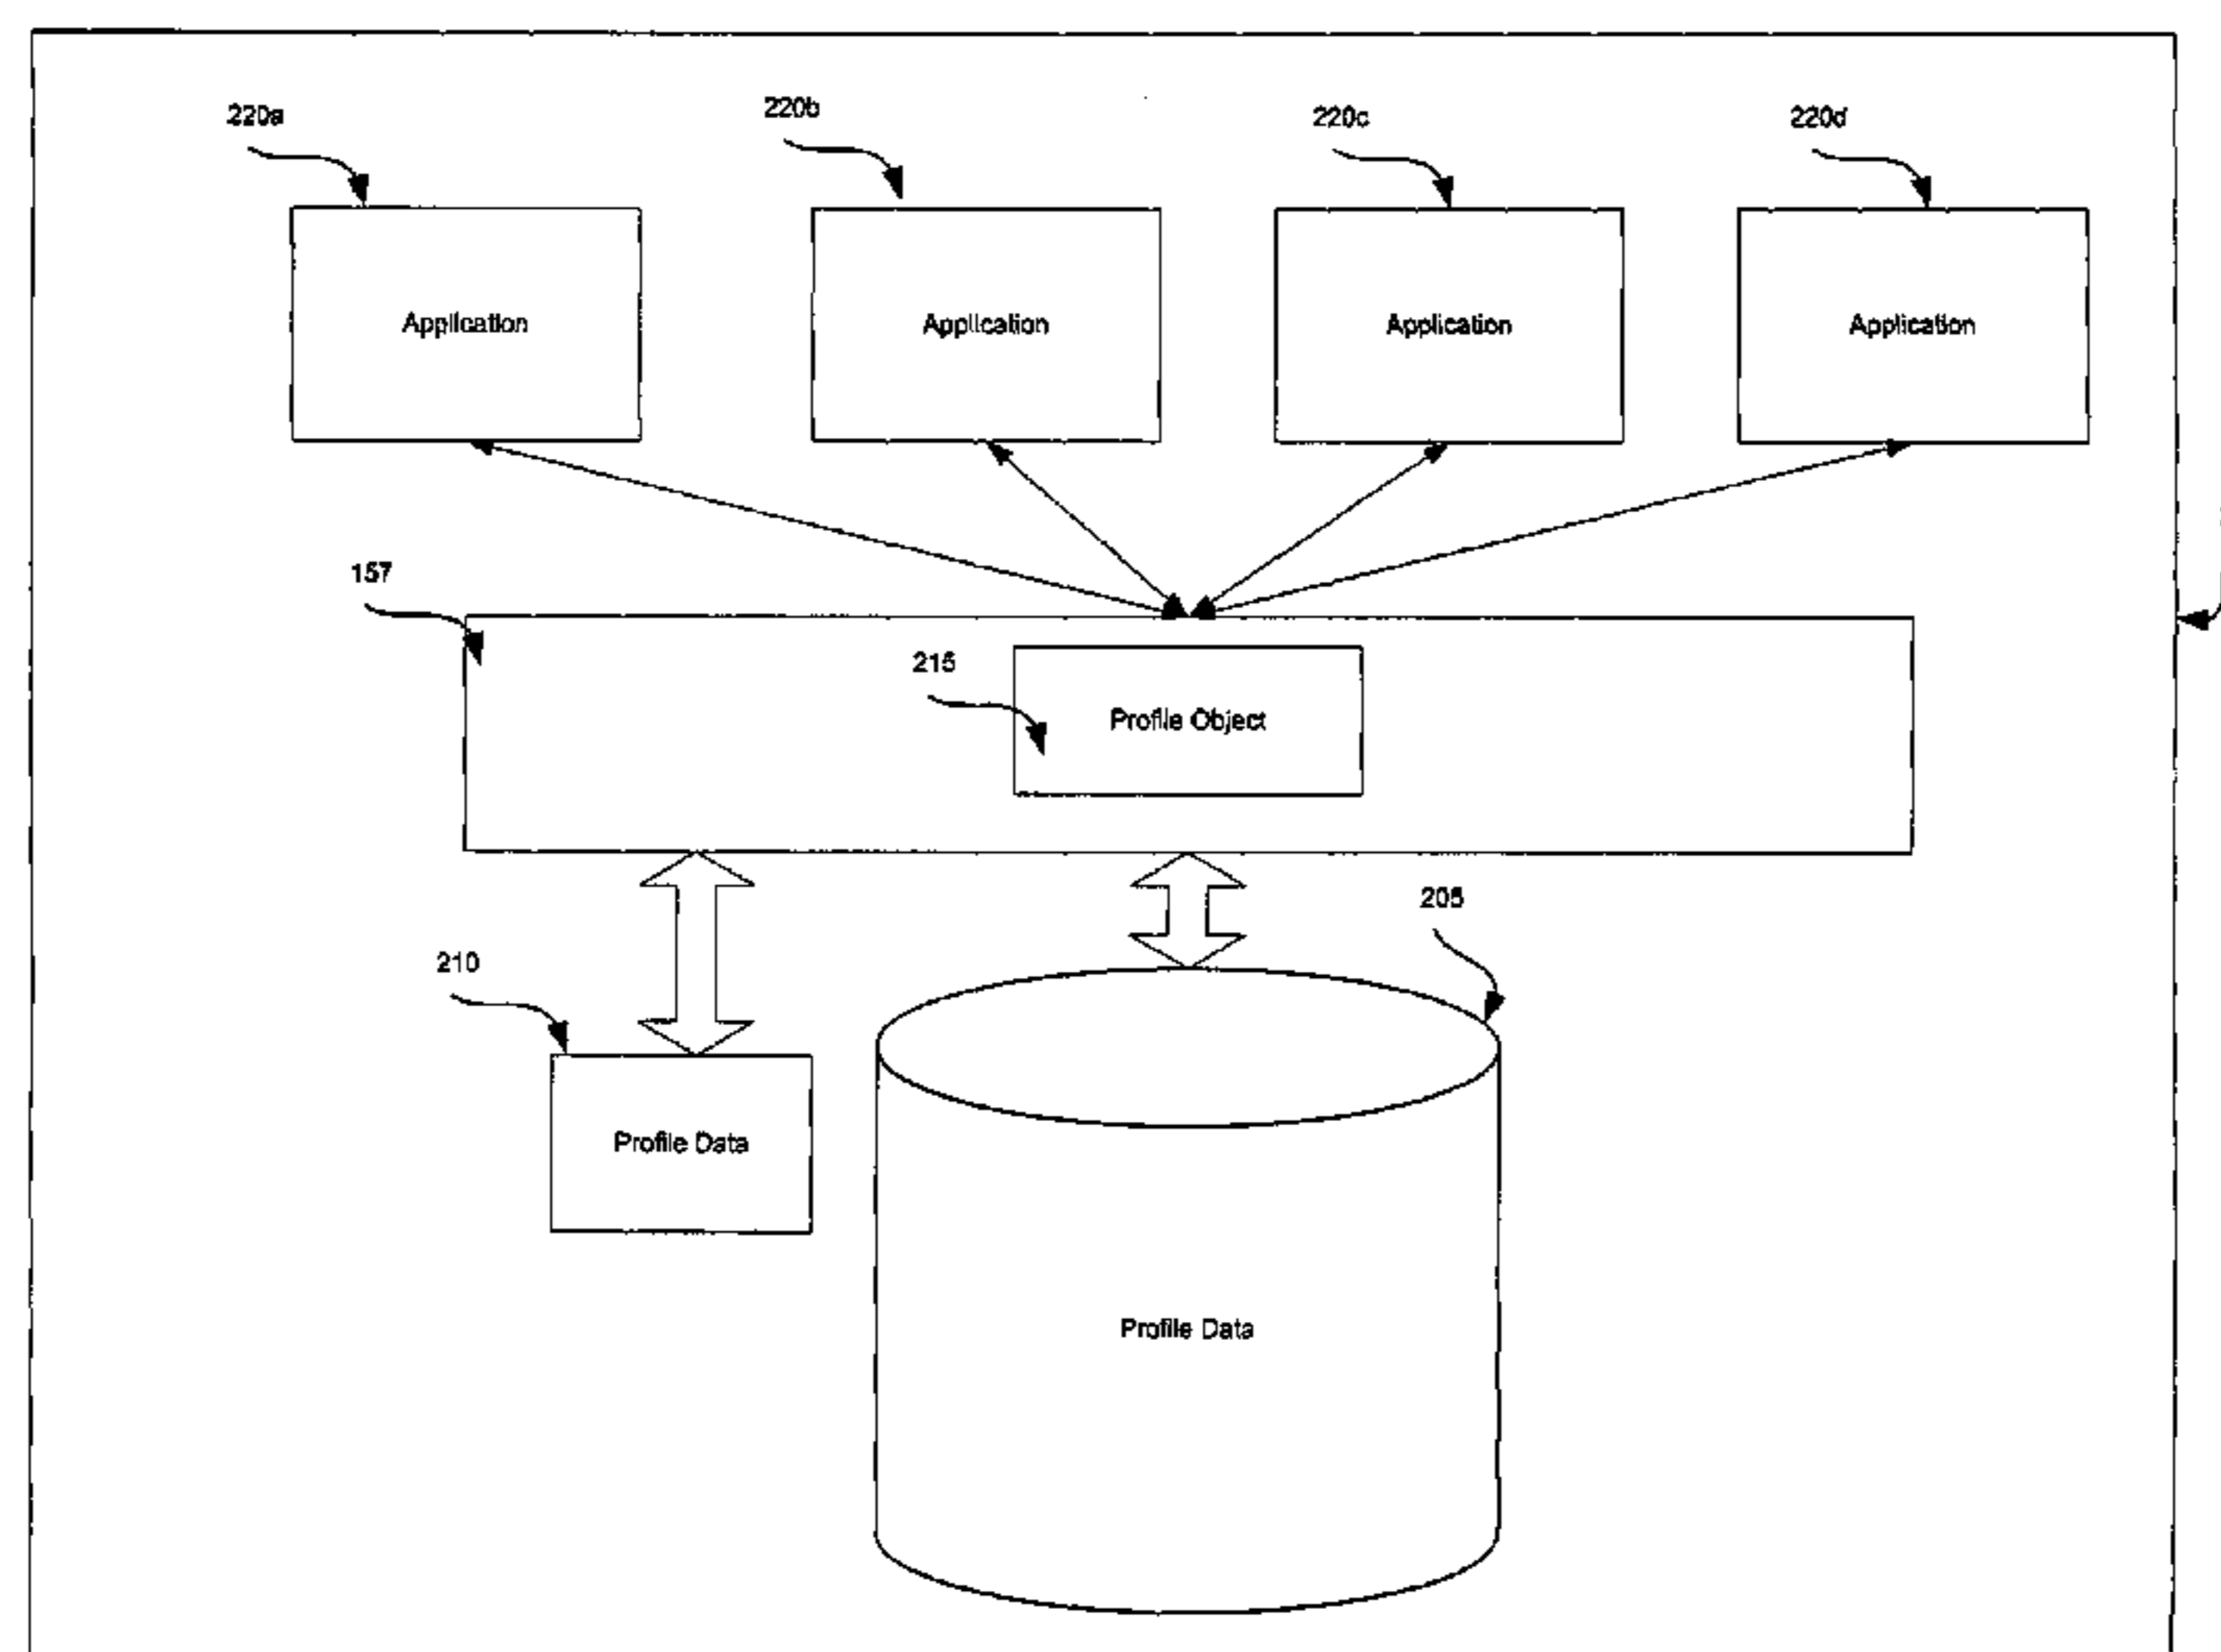 220a
220b
220c
220d
Application
Application
Application
Application
157
215
Profile Object
205
210
Profile Data
Profile Data